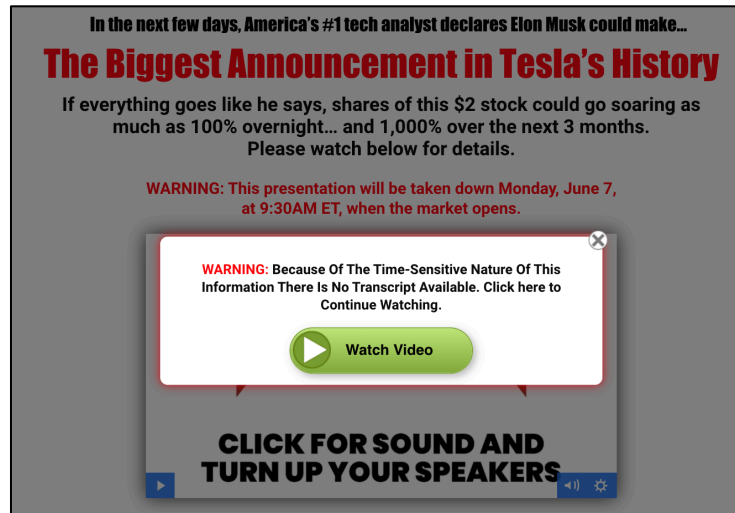 In the next few days, America's #1 tech analyst declares Elon Musk could make...
The Biggest Announcement in Tesla's History
If everything goes like he says, shares of this $2 stock could go soaring as
much as 100% overnight... and 1,000% over the next 3 months.
Please watch below for details.
WARNING: This presentation will be taken down Monday, June 7,
at 9:30AM ET, when the market opens.
WARNING: Because Of The Time-Sensitive Nature Of This
Information There Is No Transcript Available. Click here to
Continue Watching.
Watch Video
CLICK FOR SOUND AND
TURN UP YOUR SPEAKERS